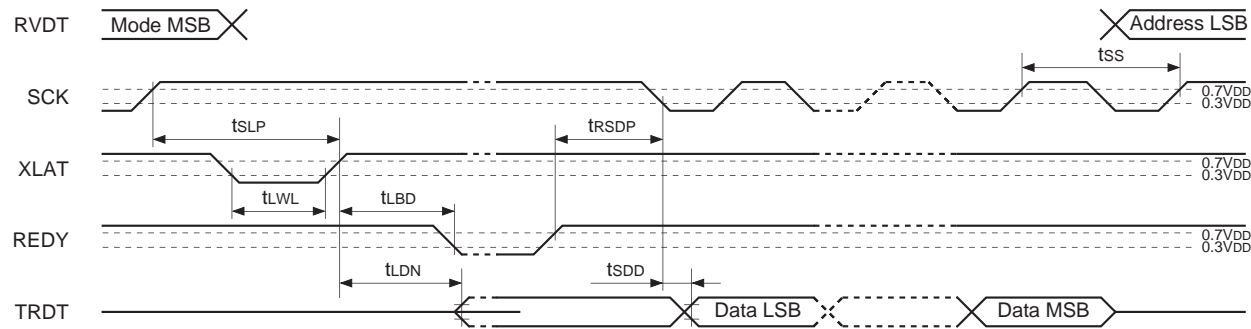 RVDT Mode MSB Address LSB
tSS
SCK 0.7VDD
0.3VDD
tSLP tRSDP
XLAT 0.7VDD
0.3VDD
tLWL tLBD
REDY 0.7VDD
0.3VDD
tLDN tSDD
TRDT Data LSB Data MSB